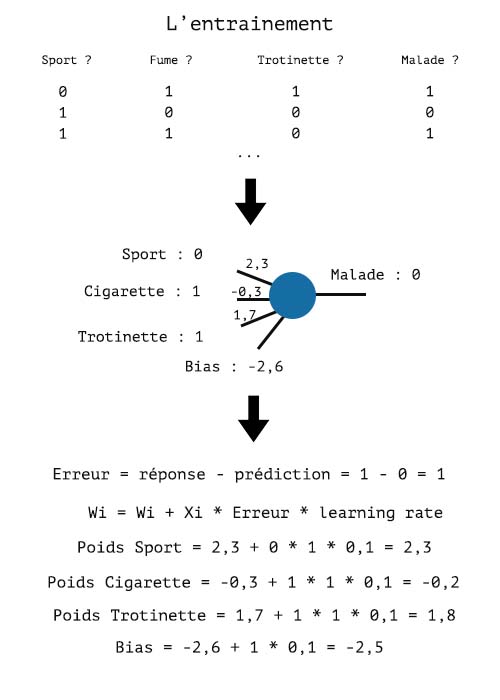 L'entrainement
Sport ? Fume ? Trotinette ? Malade ?
0 1 1 1
1 0 0 0
1 1 0 1
...
Sport : 0
2,3
Malade : 0
Cigarette : 1
-0,3
1,7
Trotinette : 1
Bias : -2,6
Erreur = réponse - prédiction = 1 - 0 = 1
Wi = Wi + Xi * Erreur * learning rate
Poids Sport = 2,3 + 0 * 1 * 0,1 = 2,3
Poids Cigarette = -0,3 + 1 * 1 * 0,1 = -0,2
Poids Trotinette = 1,7 + 1 * 1 * 0,1 = 1,8
Bias = -2,6 + 1 * 0,1 = -2,5